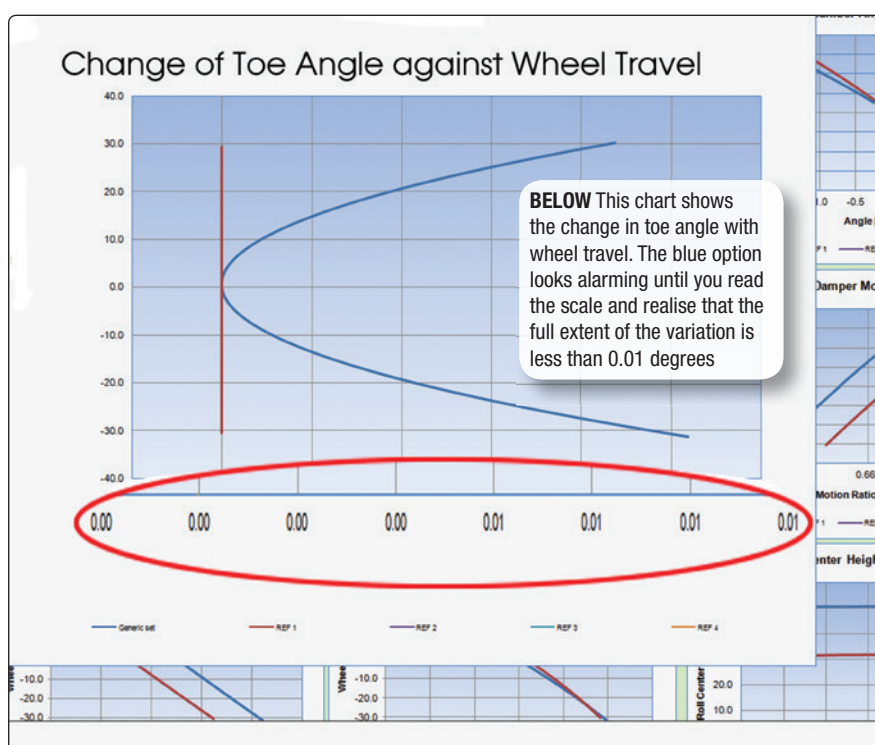 Change of Toe Angle against Wheel Travel
40.0
30.0
20.0
10.0
0.0
-10.0
-20.0
-30.0
-40.0
BELOW This chart shows
the change in toe angle with
wheel travel. The blue option
looks alarming until you read
the scale and realise that the
full extent of the variation is
less than 0.01 degrees
0.00 0.00 0.00 0.00 0.01 0.01 0.01 0.01
Generic set REF 1 REF 2 REF 3 REF 4
-0.5
Angle
Damper Mo
0.66
Motion Ratio
enter Heigh
Whee
-10.0
-20.0
-30.0
Whee
-10.0
-20.0
-30.0
Roll Center
20.0
10.0